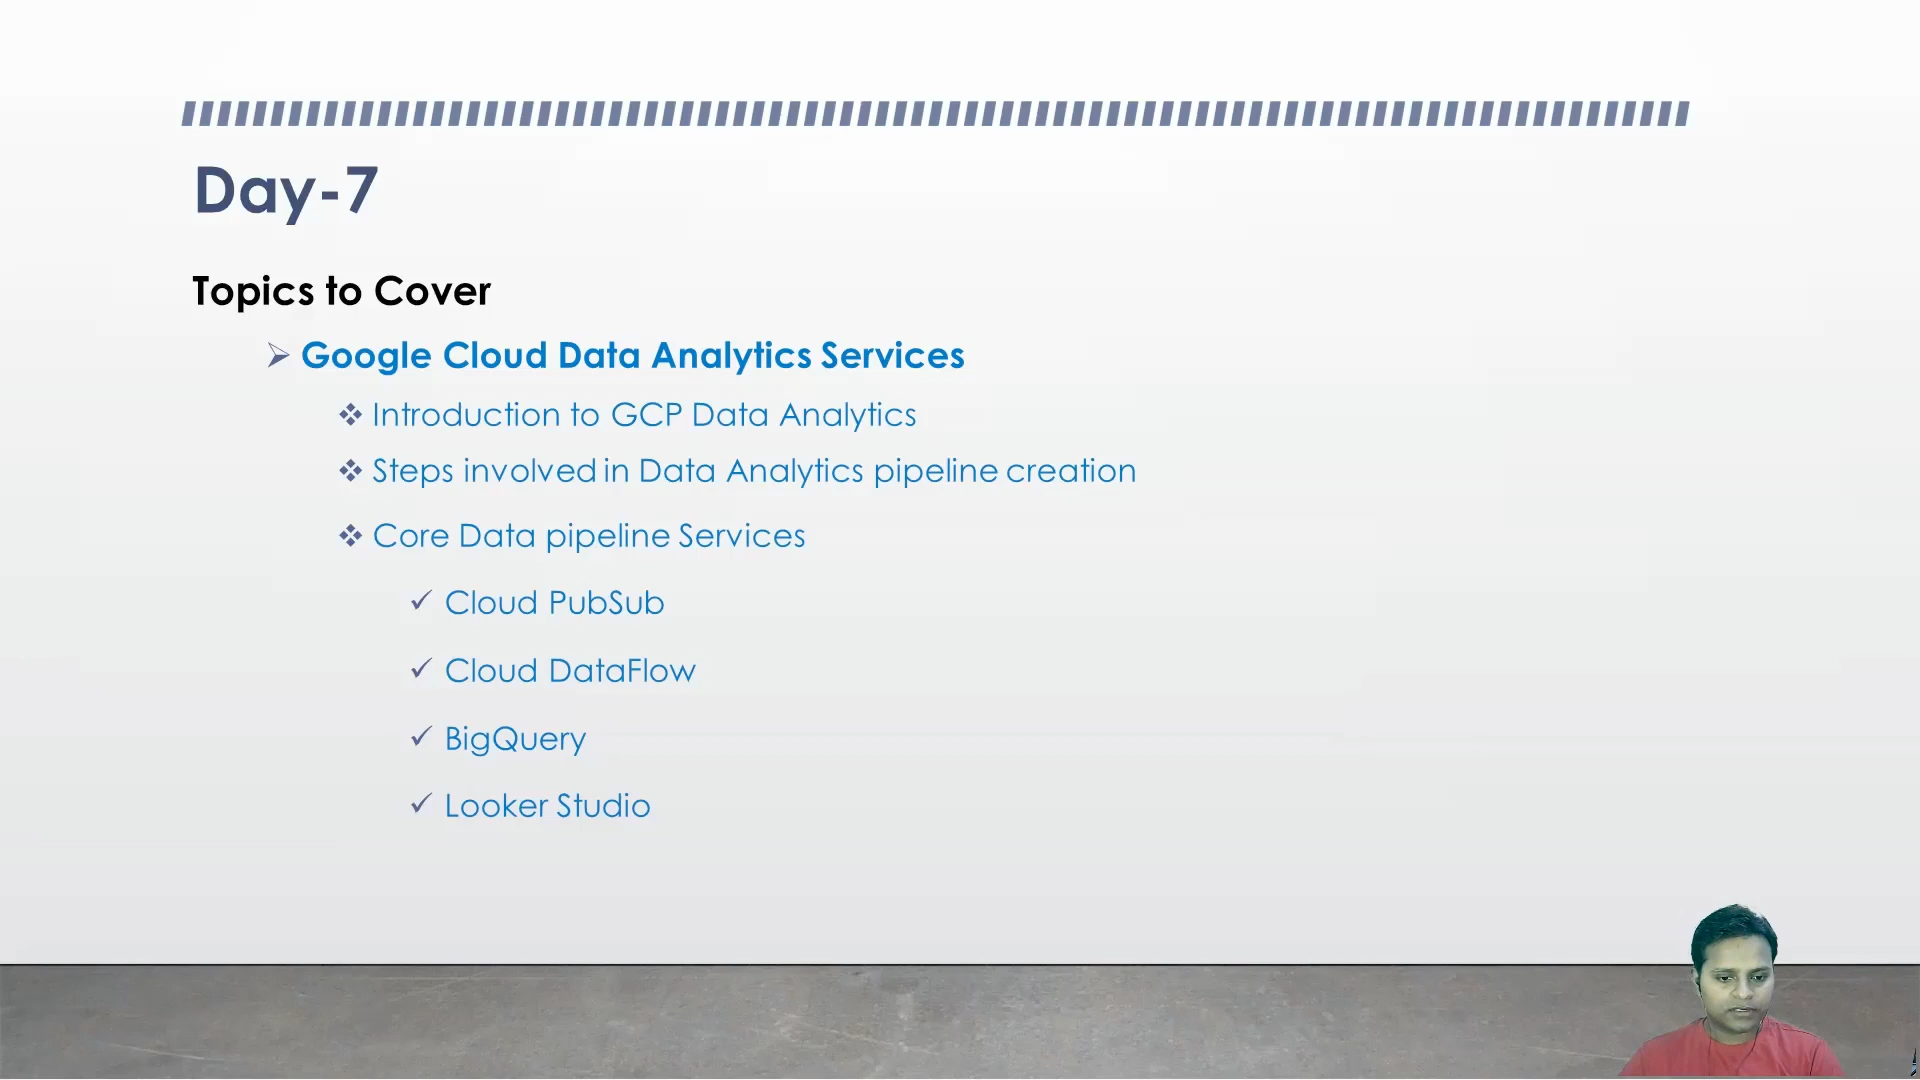 Day-7
Topics to Cover
Google Cloud Data Analytics Services
Introduction to GCP Data Analytics
Steps involved in Data Analytics pipeline creation
Core Data pipeline Services
Cloud PubSub
Cloud DataFlow
BigQuery
Looker Studio